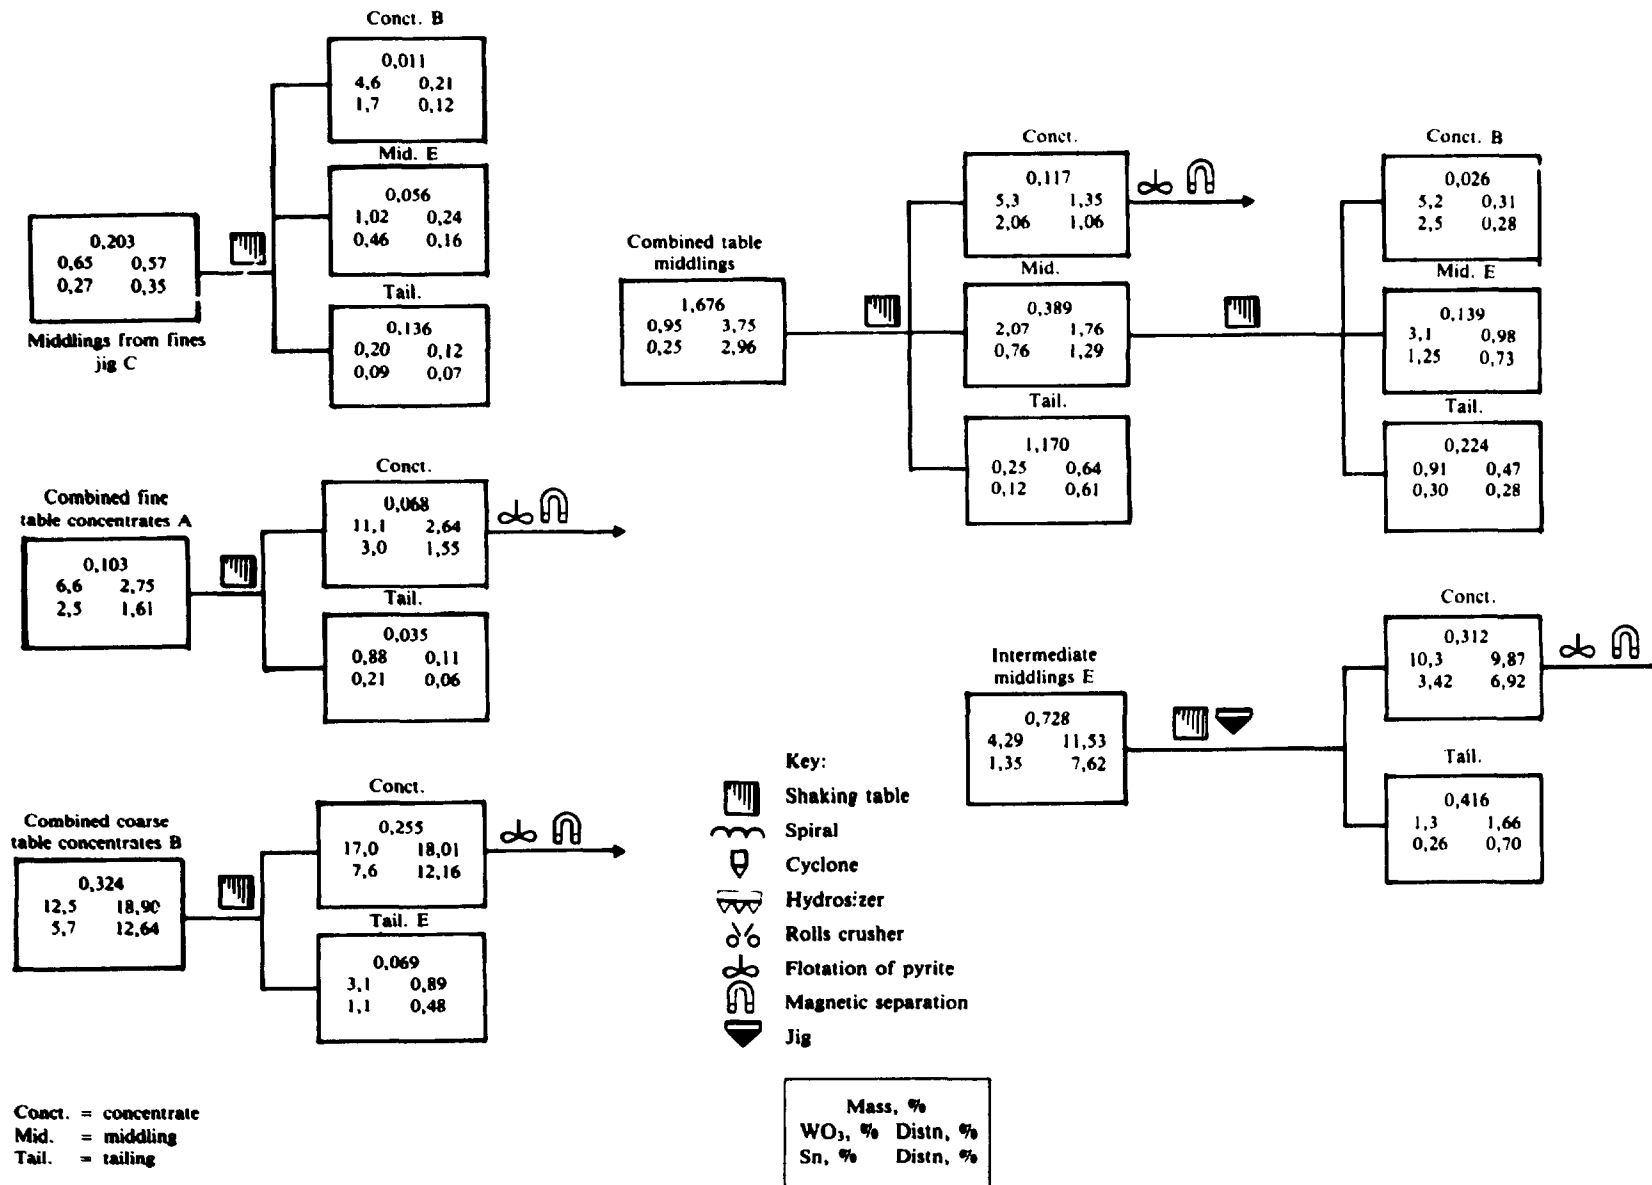 Conct. B
0,011
4,6 0,21
1,7 0,12
Mid. E
0,056
1,02 0,24
0,46 0,16
0,203
0,65 0,57
0,27 0,35
Middlings from fines
jig C
Tail.
0,136
0,20 0,12
0,09 0,07
Combined table
middlings
1,676
0,95 3,75
0,25 2,96
Conct.
0,117
5,3 1,35
2,06 1,06
Mid.
0,389
2,07 1,76
0,76 1,29
Tail.
1,170
0,25 0,64
0,12 0,61
Conct. B
0,026
5,2 0,31
2,5 0,28
Mid. E
0,139
3,1 0,98
1,25 0,73
Tail.
0,224
0,91 0,47
0,30 0,28
Combined fine
table concentrates A
0,103
6,6 2,75
2,5 1,61
Conct.
0,068
11,1 2,64
3,0 1,55
Tail.
0,035
0,88 0,11
0,21 0,06
Intermediate
middlings E
0,728
4,29 11,53
1,35 7,62
Conct.
0,312
10,3 9,87
3,42 6,92
Tail.
0,416
1,3 1,66
0,26 0,70
Combined coarse
table concentrates B
0,324
12,5 18,90
5,7 12,64
Conct.
0,255
17,0 18,01
7,6 12,16
Tail. E
0,069
3,1 0,89
1,1 0,48
Key:
Shaking table
Spiral
Cyclone
Hydrosizer
Rolls crusher
Flotation of pyrite
Magnetic separation
Jig
Conct. = concentrate
Mid. = middling
Tail. = tailing
Mass, %
WO₃, % Distn, %
Sn, % Distn, %